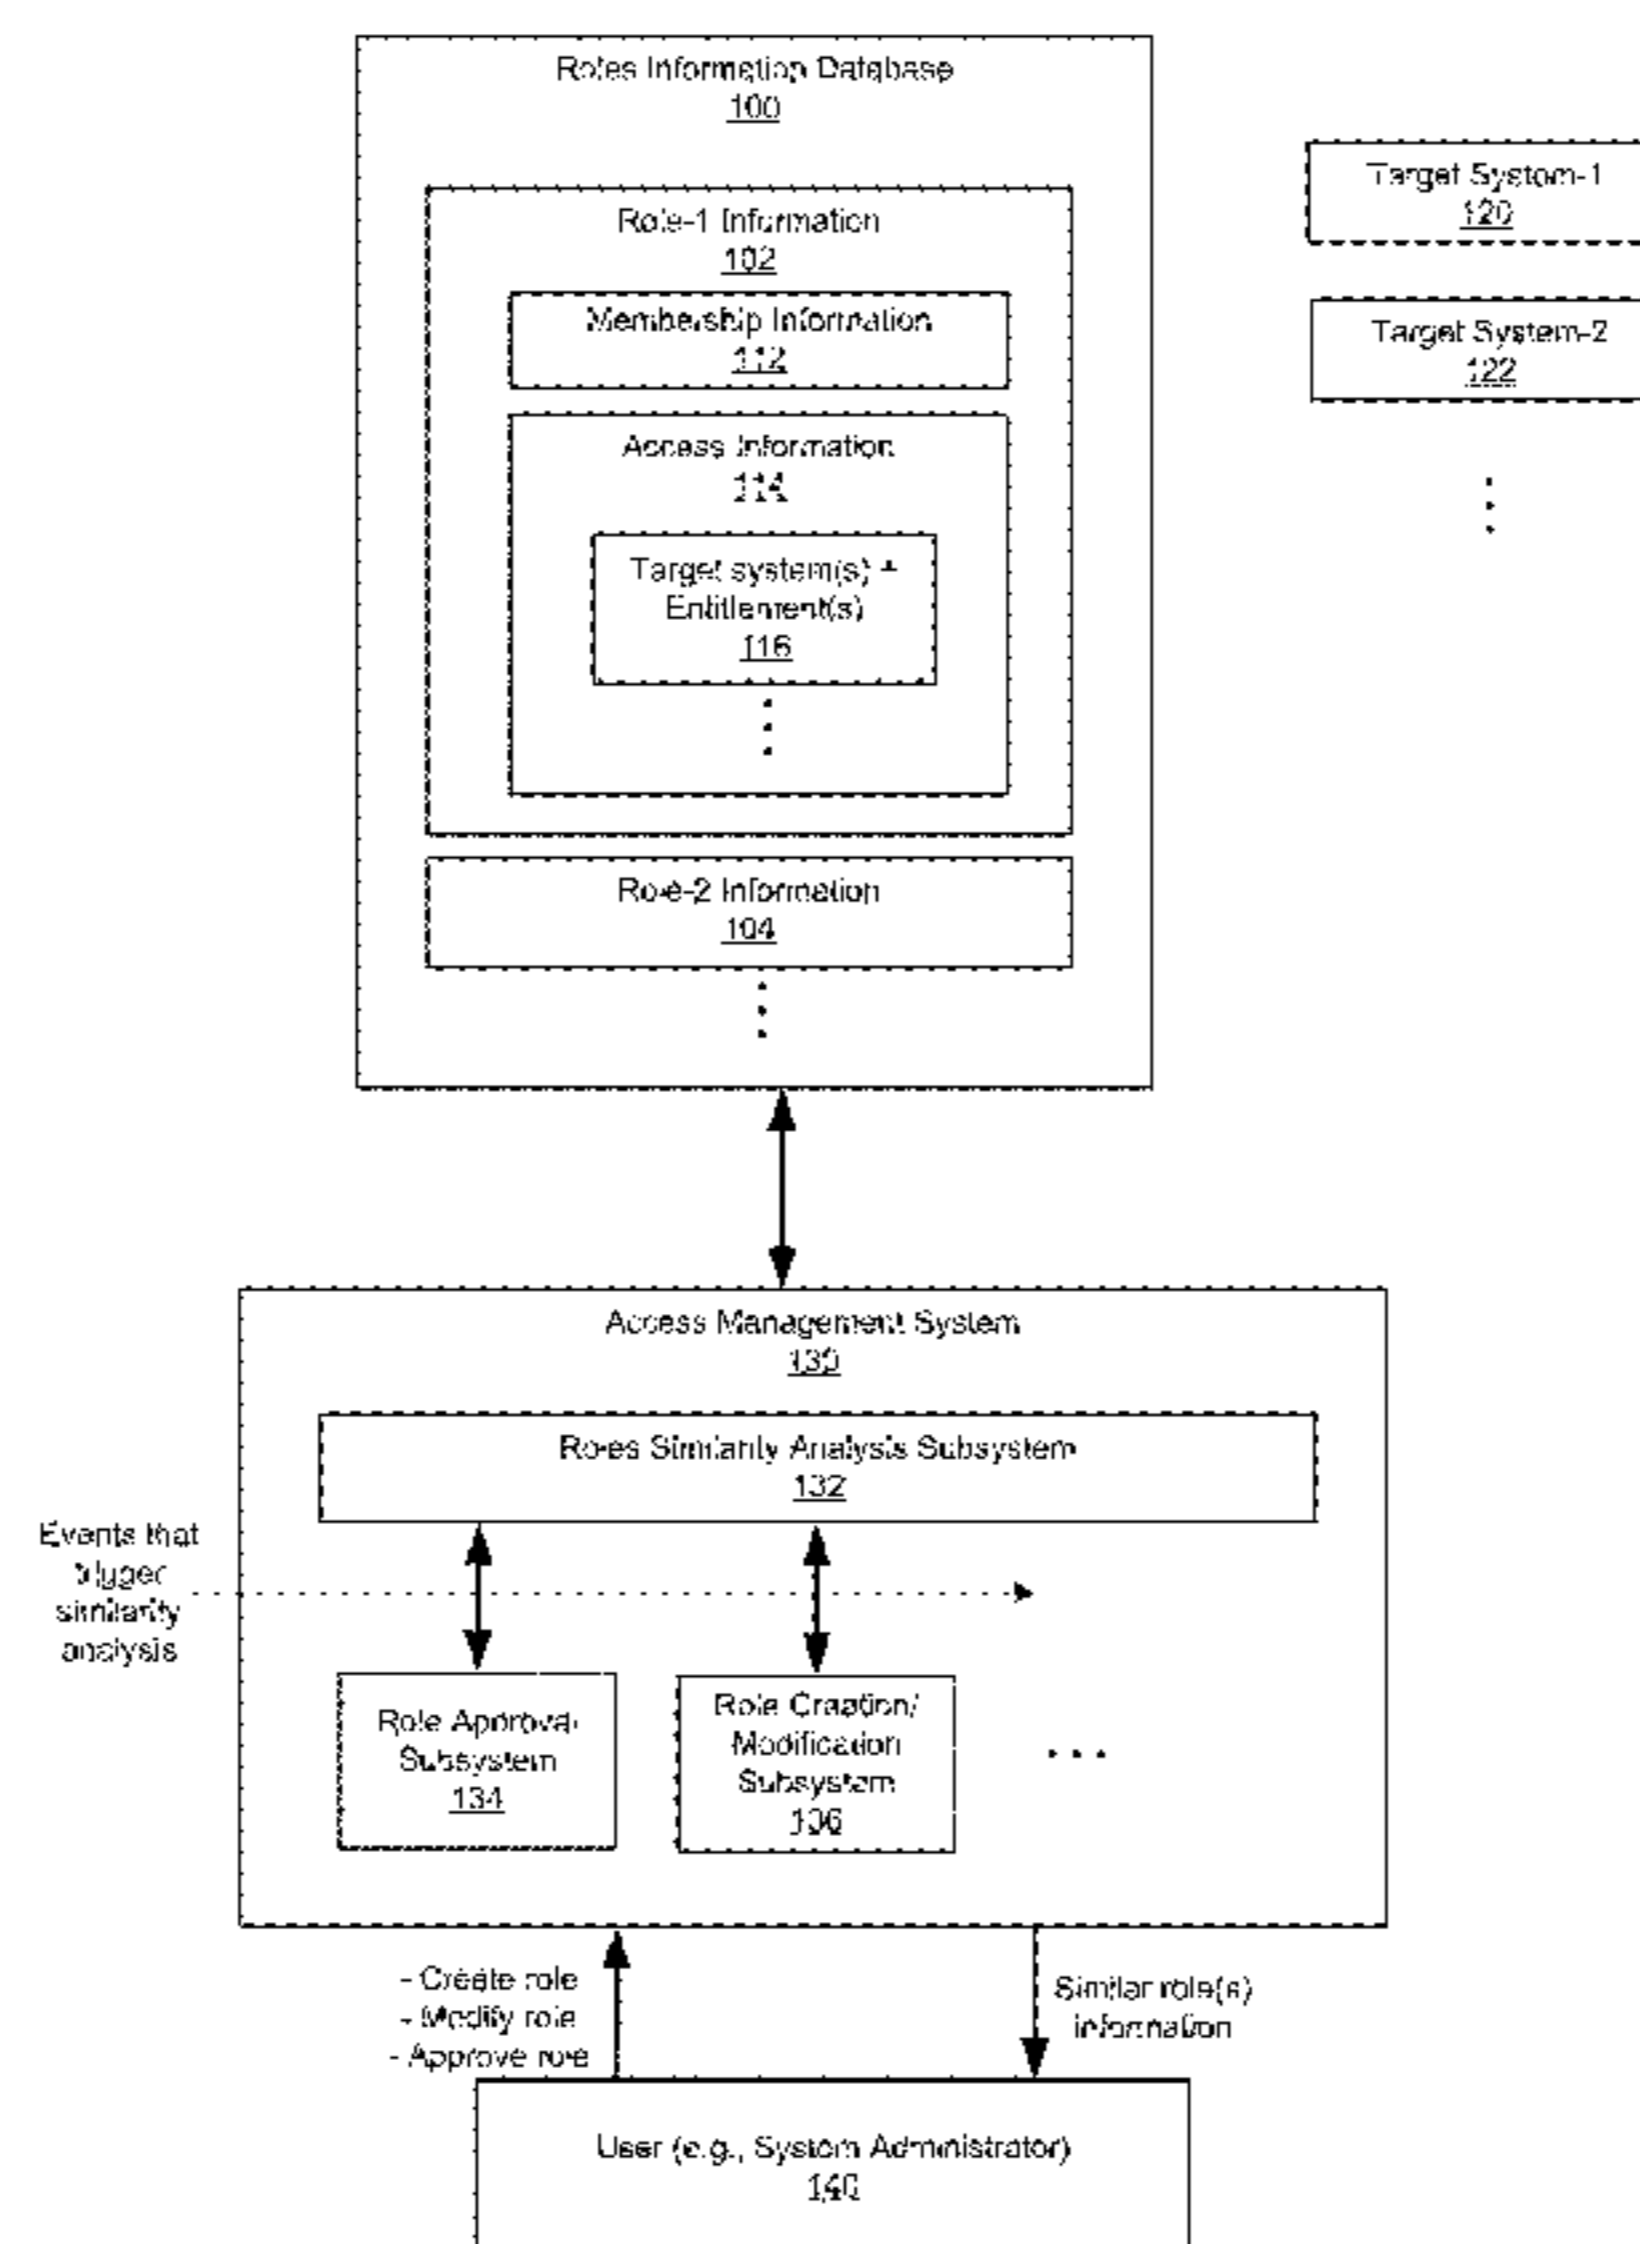 Roles Information Database
100
Role-1 Information
102
Membership Information
112
Access Information
114
Target system(s) +
Entitlement(s)
116
Role-2 Information
104
Target System-1
120
Target System-2
122
Access Management System
130
Roles Similarity Analysis Subsystem
132
Events that
trigger
similarity
analysis
Role Approval
Subsystem
134
Role Creation/
Modification
Subsystem
136
- Create role
- Modify role
- Approve role
Similar role(s)
information
User (e.g., System Administrator)
140